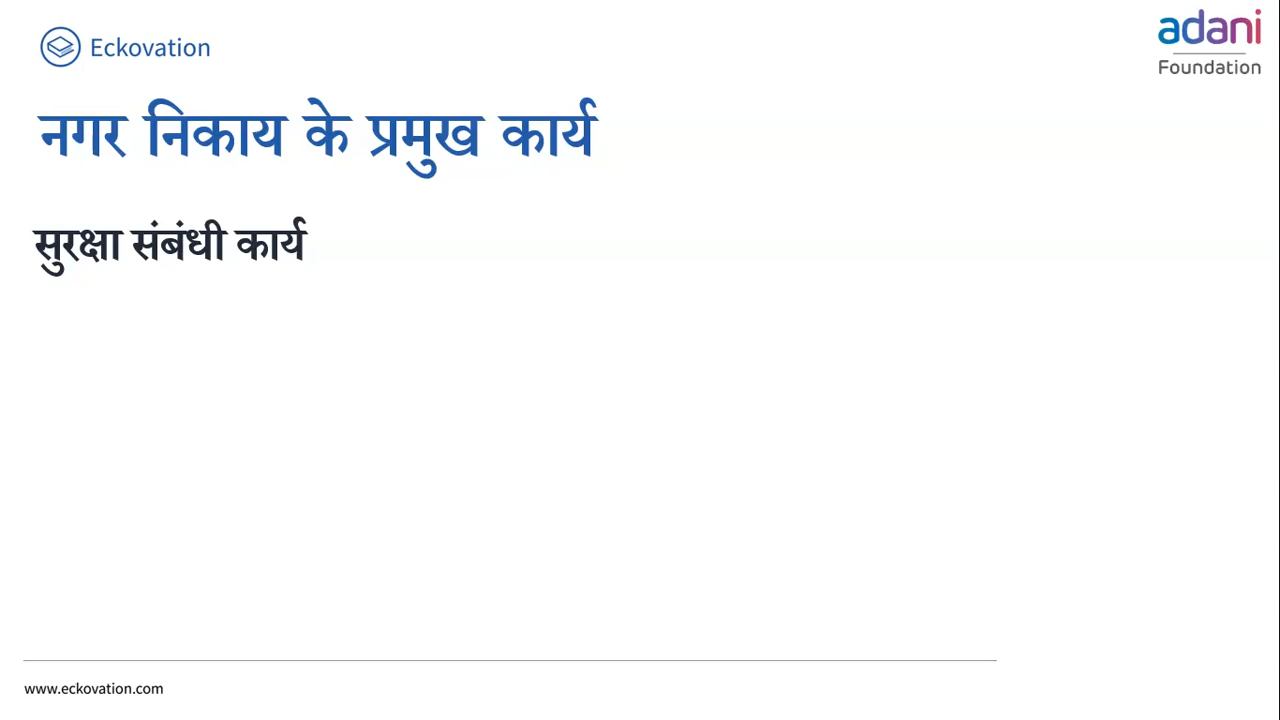 Eckovation
adani
Foundation
नगर निकाय के प्रमुख कार्य
सुरक्षा संबंधी कार्य
www.eckovation.com